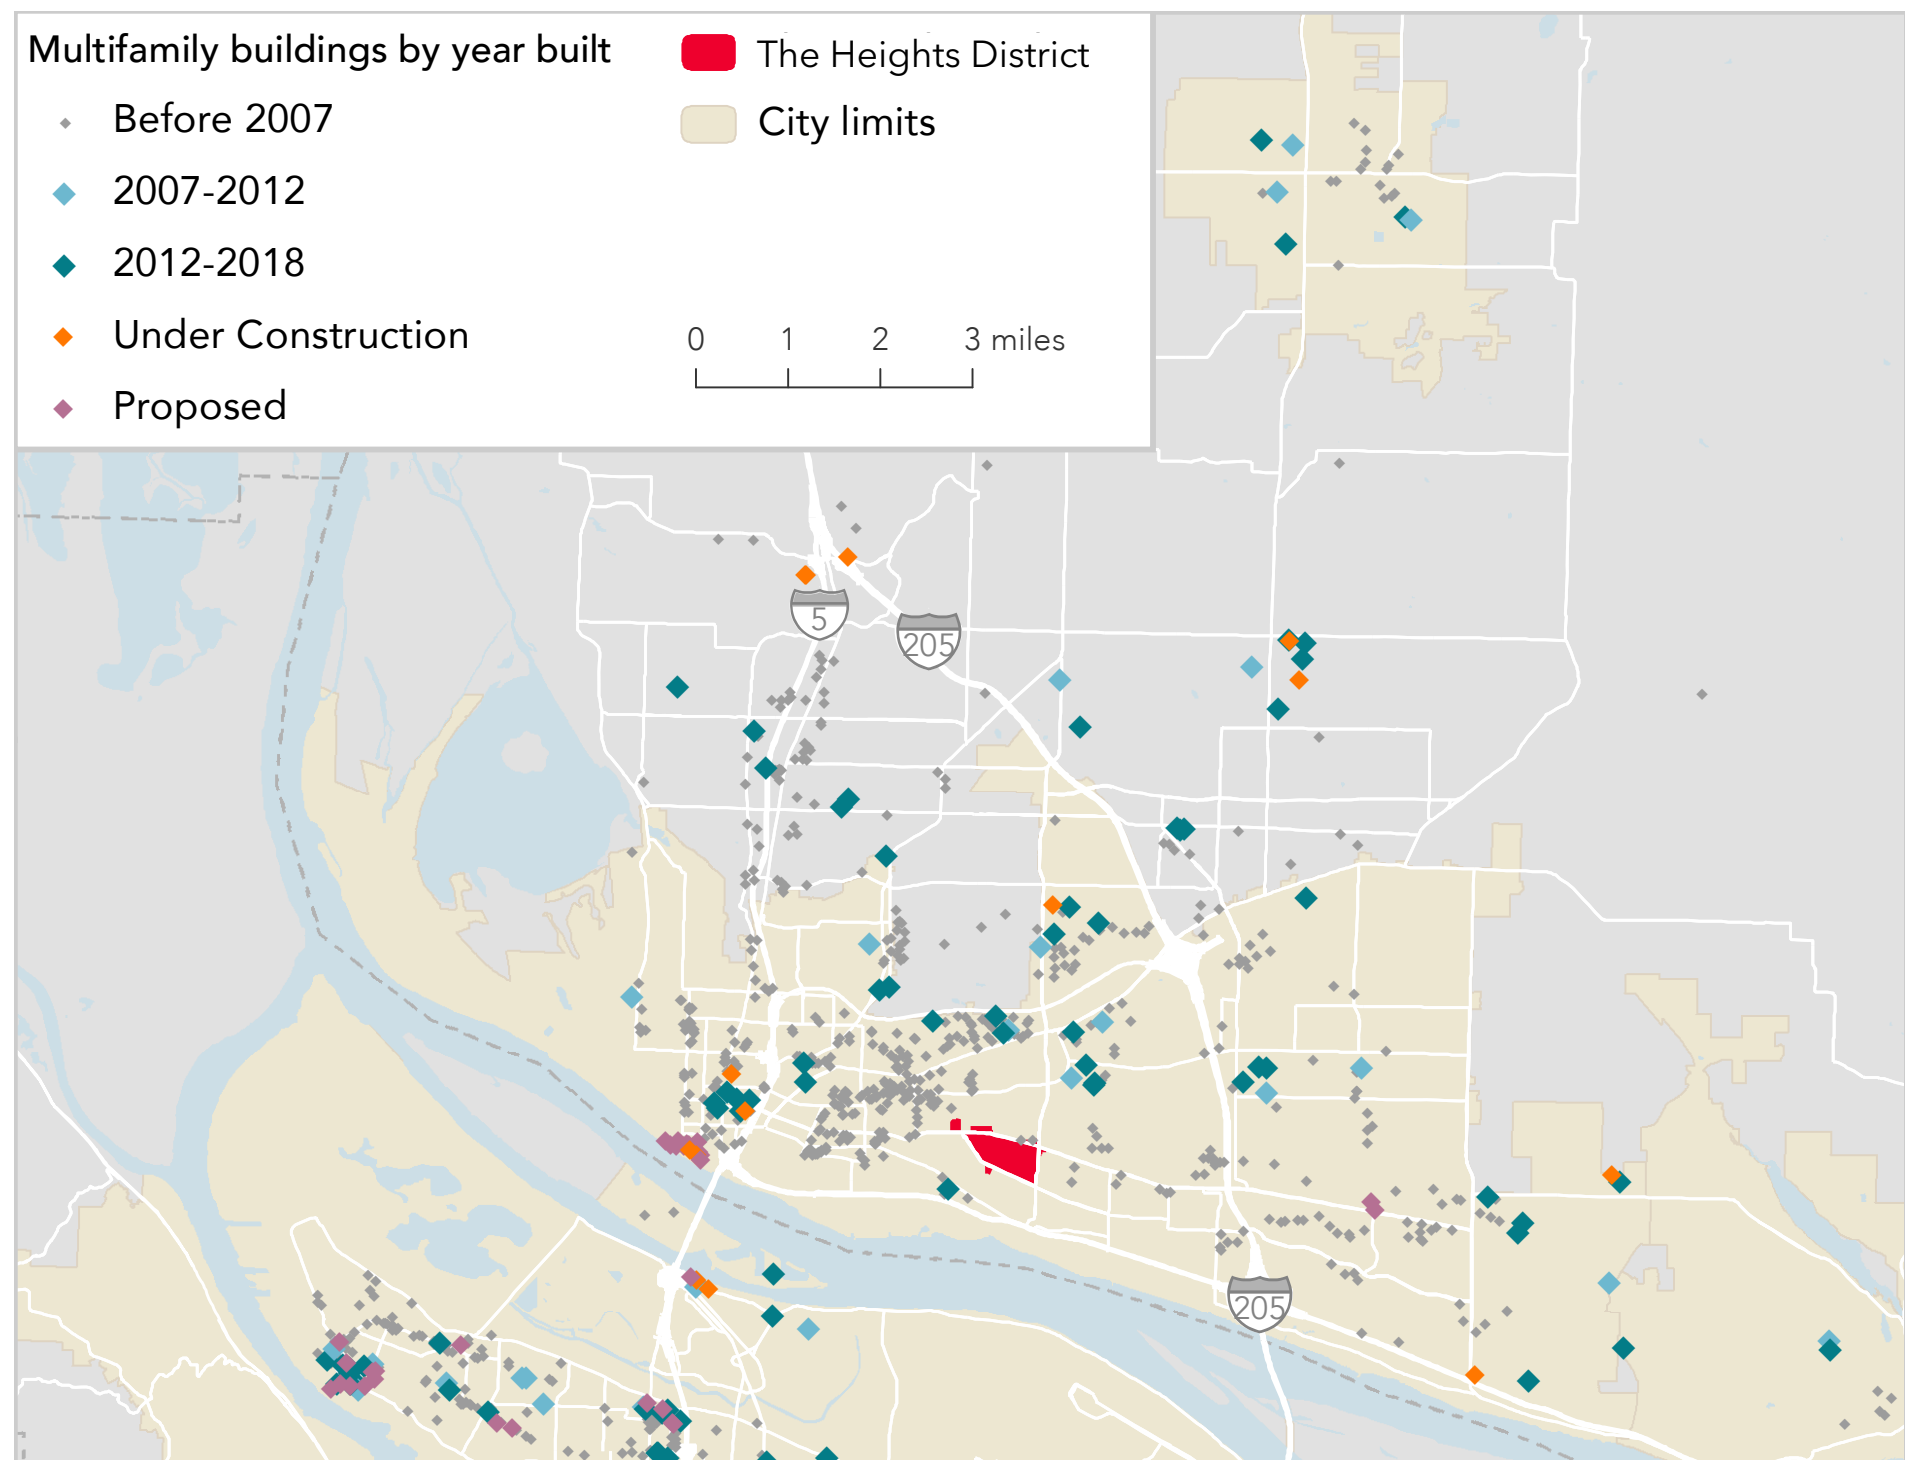 Multifamily buildings by year built
Before 2007
2007-2012
2012-2018
Under Construction
Proposed
The Heights District
City limits
0 1 2 3 miles
5
205
205